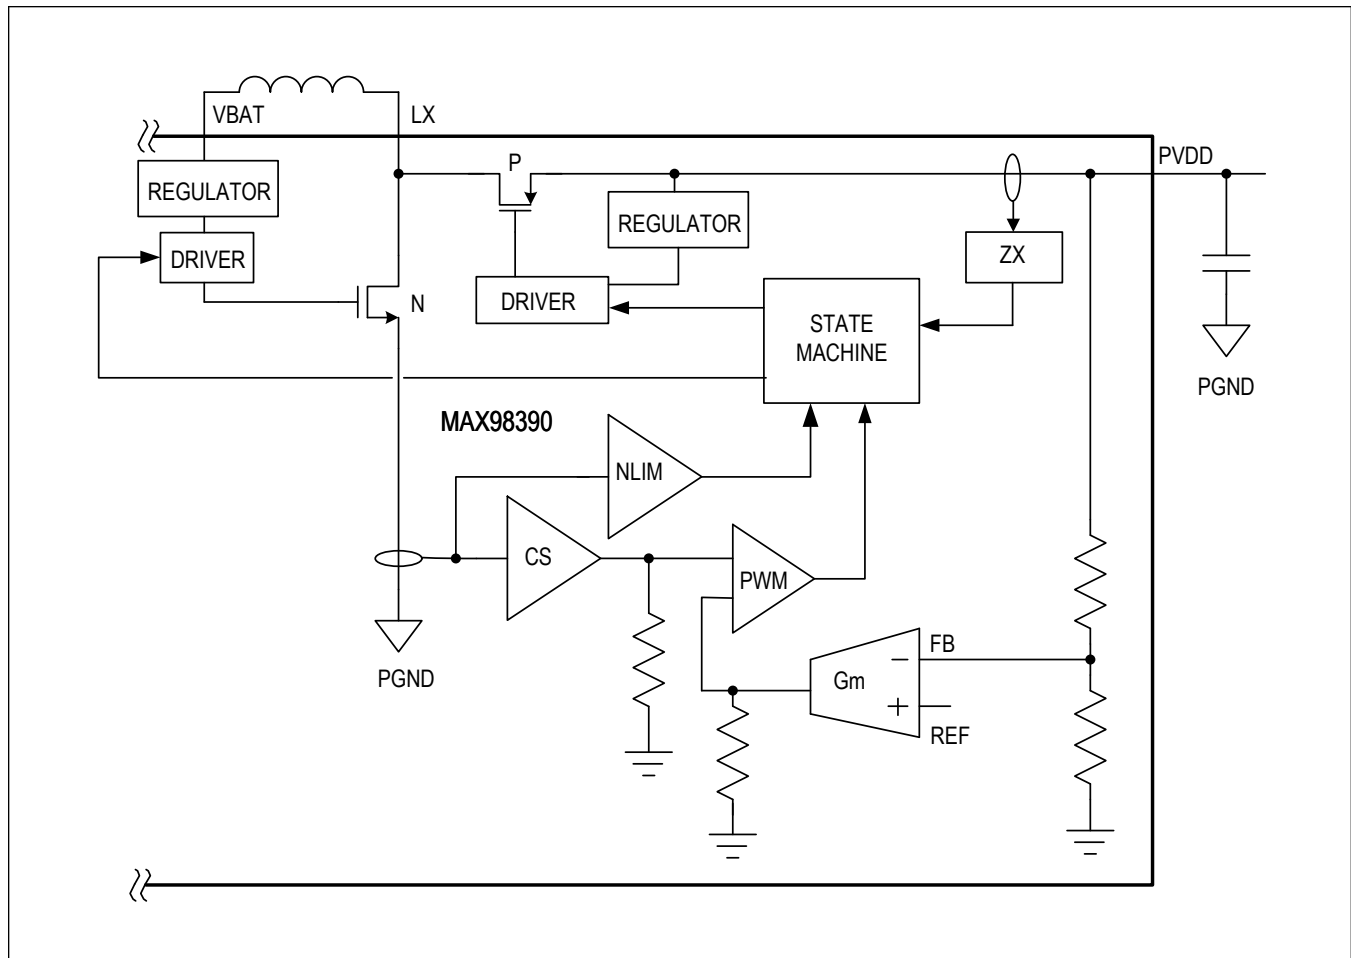 VBAT
LX
P
PVDD
REGULATOR
REGULATOR
DRIVER
ZX
N
DRIVER
STATE
MACHINE
PGND
MAX98390
NLIM
CS
PWM
FB
−
Gm
PGND
+
REF